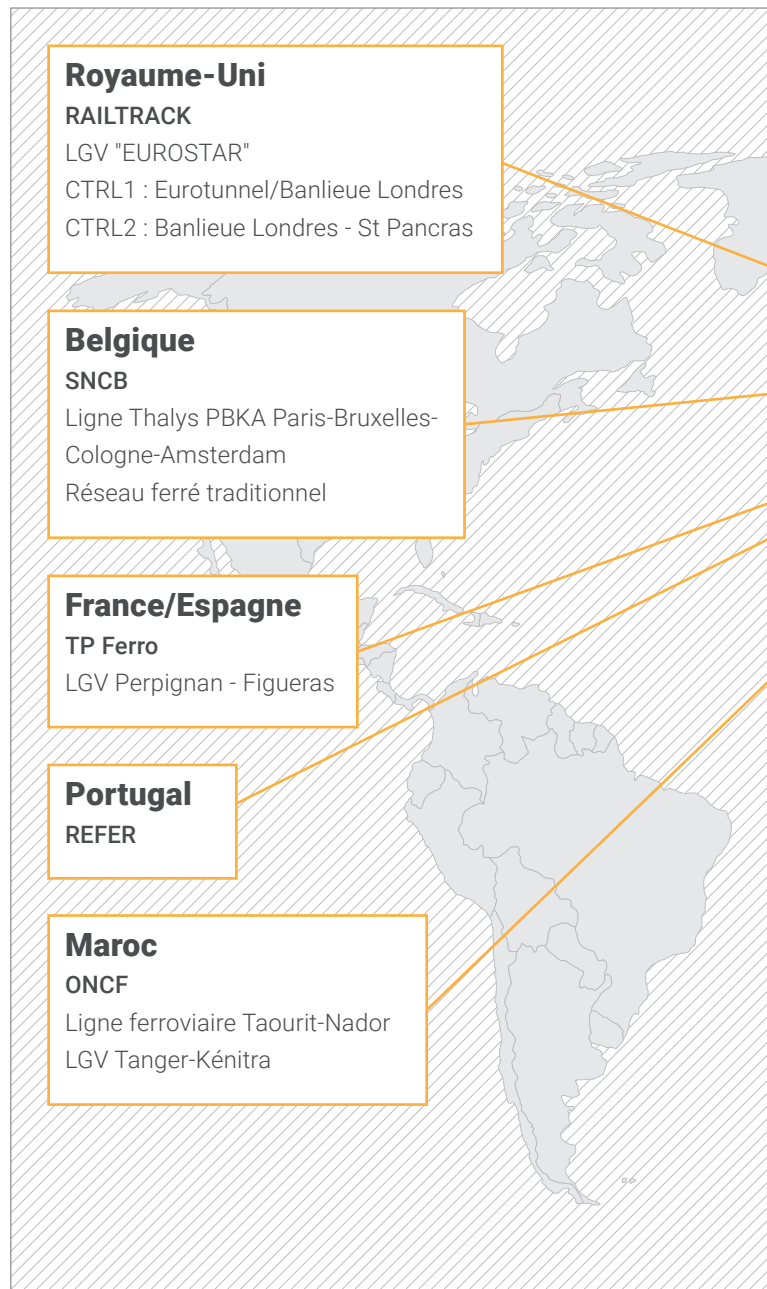 Royaume-Uni
RAILTRACK
LGV "EUROSTAR"
CTRL1 : Eurotunnel/Banlieue Londres
CTRL2 : Banlieue Londres - St Pancras
Belgique
SNCB
Ligne Thalys PBKA Paris-Bruxelles-
Cologne-Amsterdam
Réseau ferré traditionnel
France/Espagne
TP Ferro
LGV Perpignan - Figueras
Portugal
REFER
Maroc
ONCF
Ligne ferroviaire Taourit-Nador
LGV Tanger-Kénitra